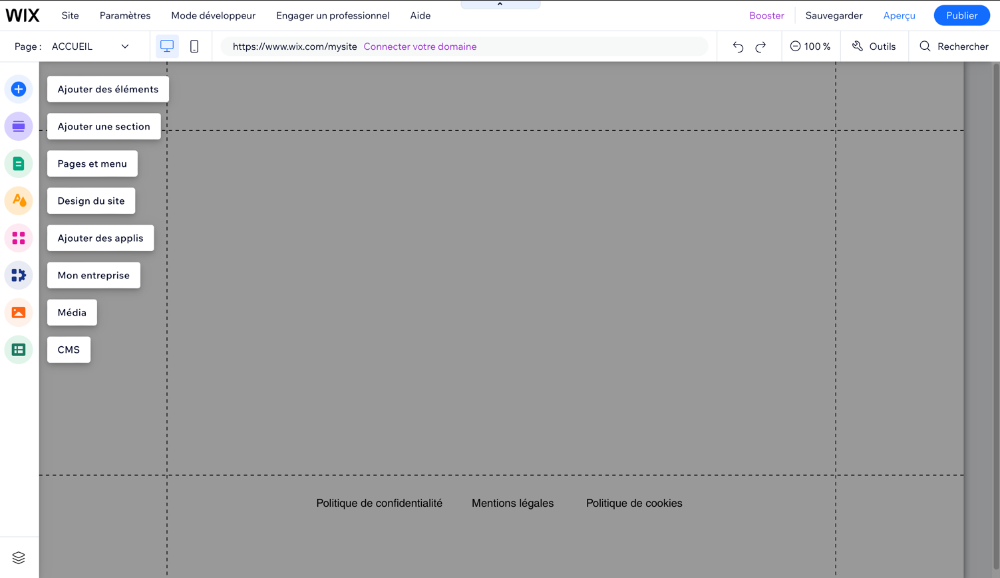 WIX Site Paramètres Mode développeur Engager un professionnel Aide Booster Sauvegarder Aperçu Publier
Page : ACCUEIL https://www.wix.com/mysite Connecter votre domaine 100 % Outils Rechercher
Ajouter des éléments
Ajouter une section
Pages et menu
Design du site
Ajouter des applis
Mon entreprise
Média
CMS
Politique de confidentialité Mentions légales Politique de cookies